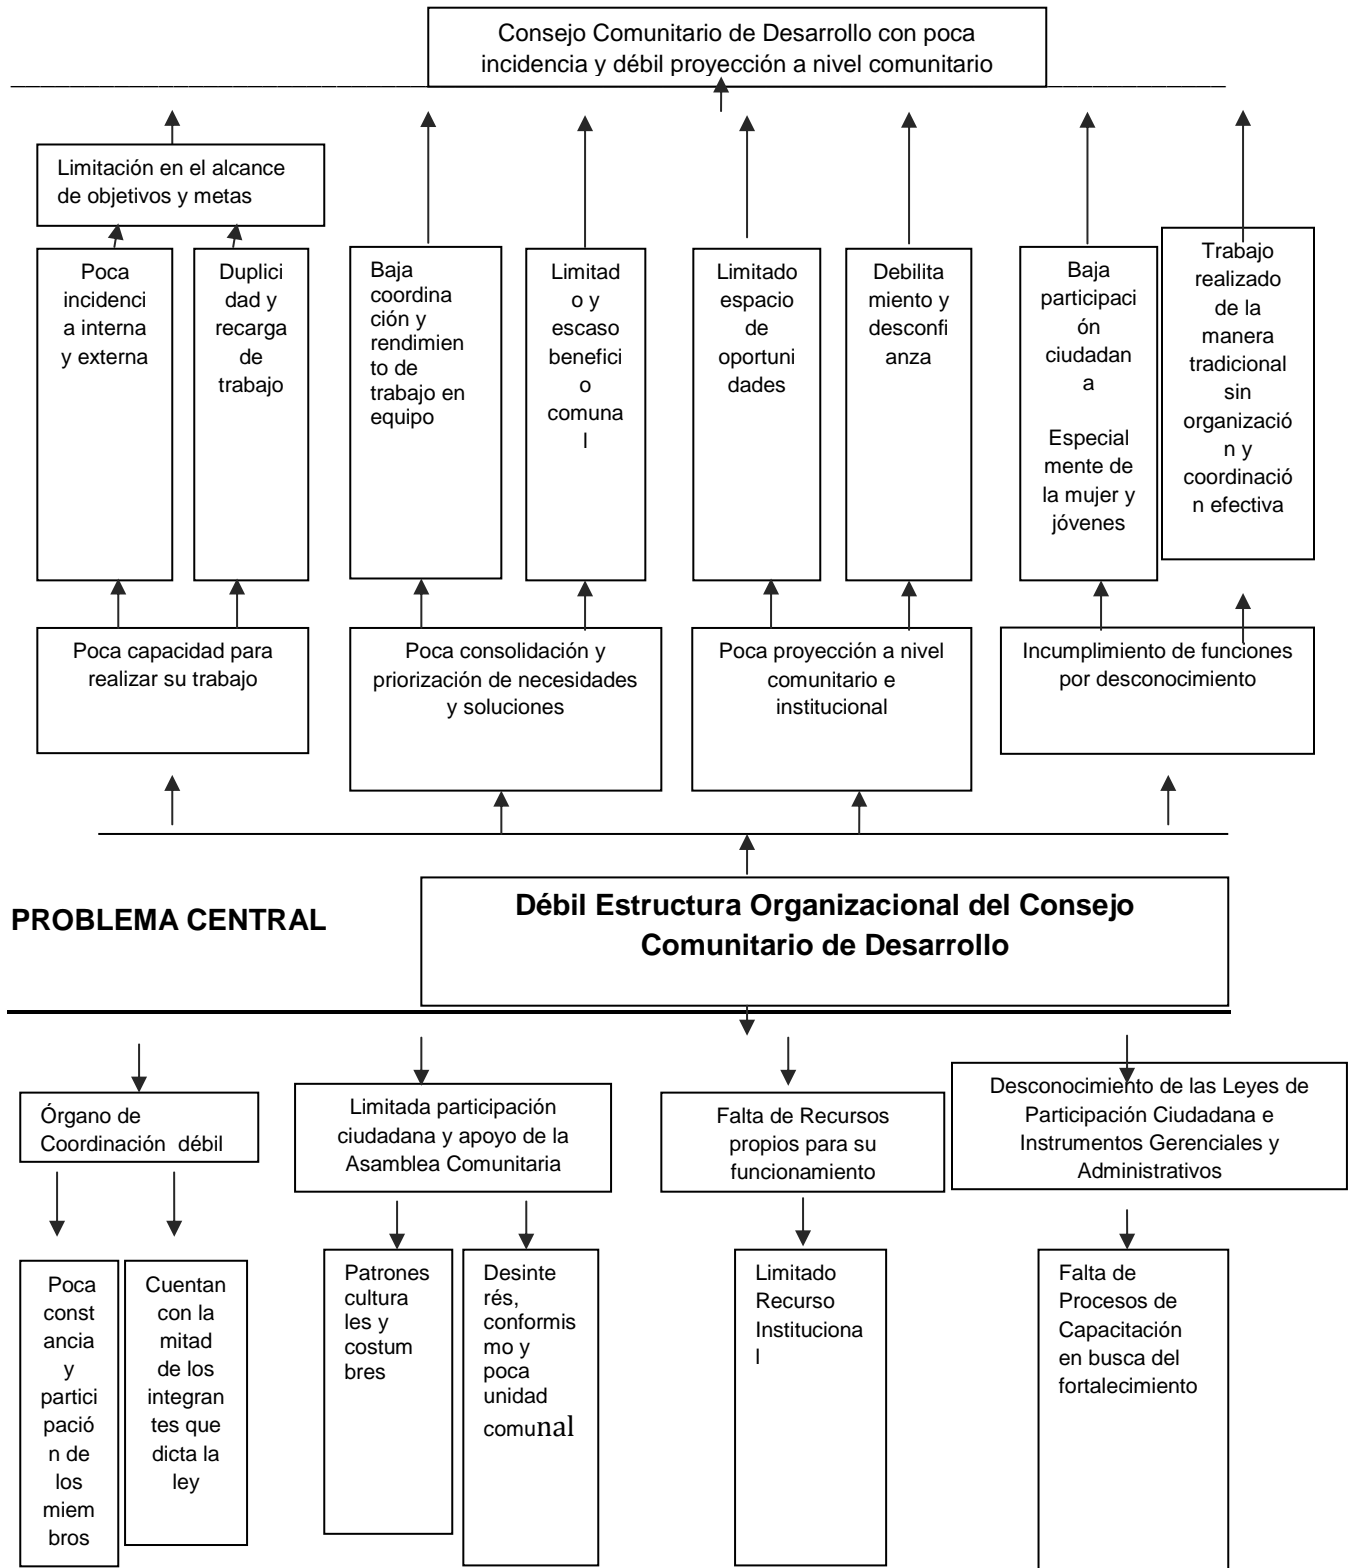 Consejo Comunitario de Desarrollo con poca
incidencia y débil proyección a nivel comunitario
Limitación en el alcance
de objetivos y metas
Poca
incidenci
a interna
y externa
Duplici
dad y
recarga
de
trabajo
Baja
coordina
ción y
rendimien
to de
trabajo en
equipo
Limitad
o y
escaso
benefici
o
comuna
l
Limitado
espacio
de
oportuni
dades
Debilita
miento y
desconfi
anza
Baja
participaci
ón
ciudadan
a
Especial
mente de
la mujer y
jóvenes
Trabajo
realizado
de la
manera
tradicional
sin
organizació
n y
coordinació
n efectiva
Poca capacidad para
realizar su trabajo
Poca consolidación y
priorización de necesidades
y soluciones
Poca proyección a nivel
comunitario e
institucional
Incumplimiento de funciones
por desconocimiento
PROBLEMA CENTRAL
Débil Estructura Organizacional del Consejo
Comunitario de Desarrollo
Órgano de
Coordinación débil
Limitada participación
ciudadana y apoyo de la
Asamblea Comunitaria
Falta de Recursos
propios para su
funcionamiento
Desconocimiento de las Leyes de
Participación Ciudadana e
Instrumentos Gerenciales y
Administrativos
Poca
const
ancia
y
partici
pació
n de
los
miem
bros
Cuentan
con la
mitad
de los
integran
tes que
dicta la
ley
Patrones
cultura
les y
costum
bres
Desinte
rés,
conformis
mo y
poca
unidad
comunal
Limitado
Recurso
Instituciona
l
Falta de
Procesos de
Capacitación
en busca del
fortalecimiento